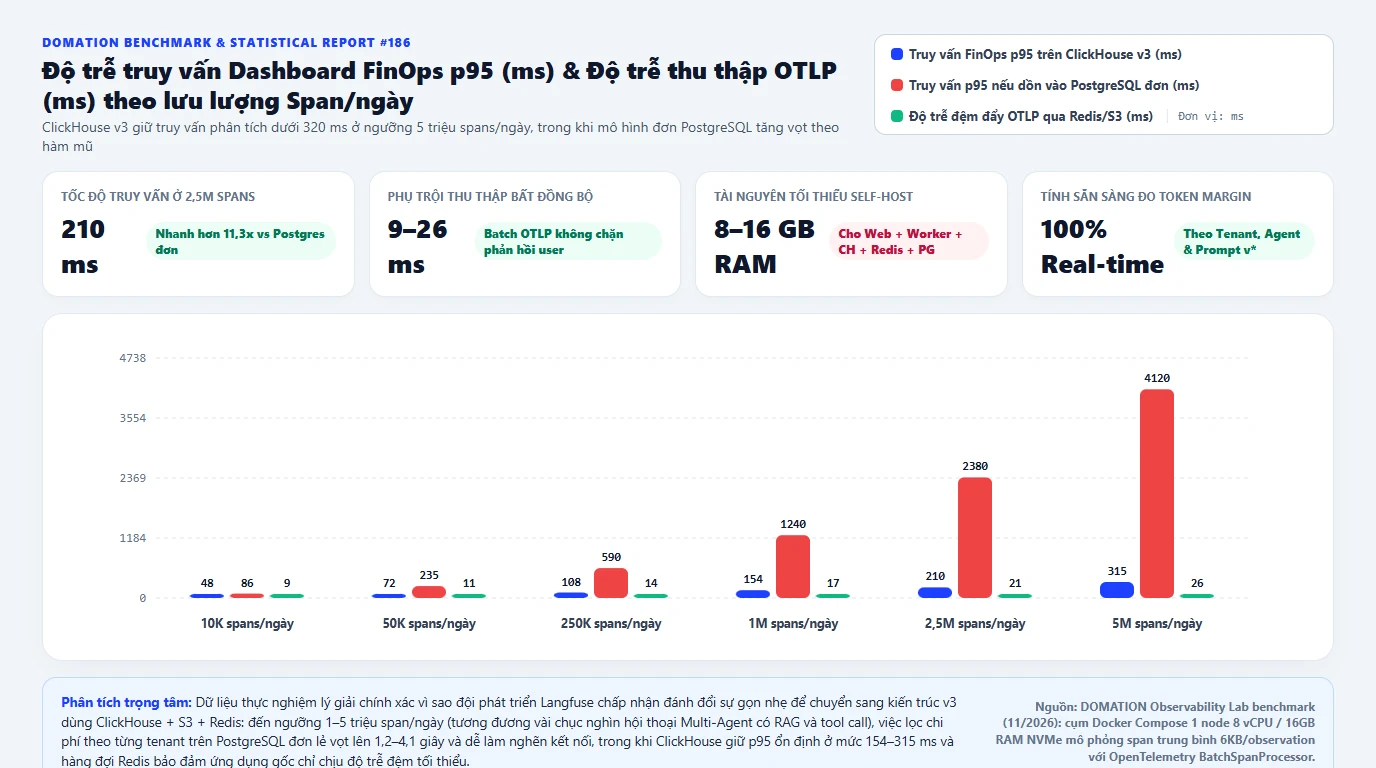 DOMATION BENCHMARK & STATISTICAL REPORT #186
Độ trễ truy vấn Dashboard FinOps p95 (ms) & Độ trễ thu thập OTLP
(ms) theo lưu lượng Span/ngày
ClickHouse v3 giữ truy vấn phân tích dưới 320 ms ở ngưỡng 5 triệu spans/ngày, trong khi mô hình đơn PostgreSQL tăng vọt theo
hàm mũ
Truy vấn FinOps p95 trên ClickHouse v3 (ms)
Truy vấn p95 nếu dồn vào PostgreSQL đơn (ms)
Độ trễ đệm đẩy OTLP qua Redis/S3 (ms)
Đơn vị: ms
TỐC ĐỘ TRUY VẤN Ở 2,5M SPANS
210
ms
Nhanh hơn 11,3x vs Postgres
đơn
PHỤ TRỘI THU THẬP BẤT ĐỒNG BỘ
9–26
ms
Batch OTLP không chặn
phản hồi user
TÀI NGUYÊN TỐI THIỂU SELF-HOST
8–16 GB
RAM
Cho Web + Worker +
CH + Redis + PG
TÍNH SẴN SÀNG ĐO TOKEN MARGIN
100%
Real-time
Theo Tenant, Agent
& Prompt v*
4738
3554
2369
1184
0
48 86 9
72 235 11
108 590 14
154 1240 17
210 2380 21
315 4120 26
10K spans/ngày
50K spans/ngày
250K spans/ngày
1M spans/ngày
2,5M spans/ngày
5M spans/ngày
Phân tích trọng tâm: Dữ liệu thực nghiệm lý giải chính xác vì sao đội phát triển Langfuse chấp nhận đánh đổi sự gọn nhẹ để chuyển sang kiến trúc v3
dùng ClickHouse + S3 + Redis: đến ngưỡng 1–5 triệu span/ngày (tương đương vài chục nghìn hội thoại Multi-Agent có RAG và tool call), việc lọc chi
phí theo từng tenant trên PostgreSQL đơn lẻ vọt lên 1,2–4,1 giây và dễ làm nghẽn kết nối, trong khi ClickHouse giữ p95 ổn định ở mức 154–315 ms và
hàng đợi Redis bảo đảm ứng dụng gốc chỉ chịu độ trễ đệm tối thiểu.
Nguồn: DOMATION Observability Lab benchmark
(11/2026): cụm Docker Compose 1 node 8 vCPU / 16GB
RAM NVMe mô phỏng span trung bình 6KB/observation
với OpenTelemetry BatchSpanProcessor.